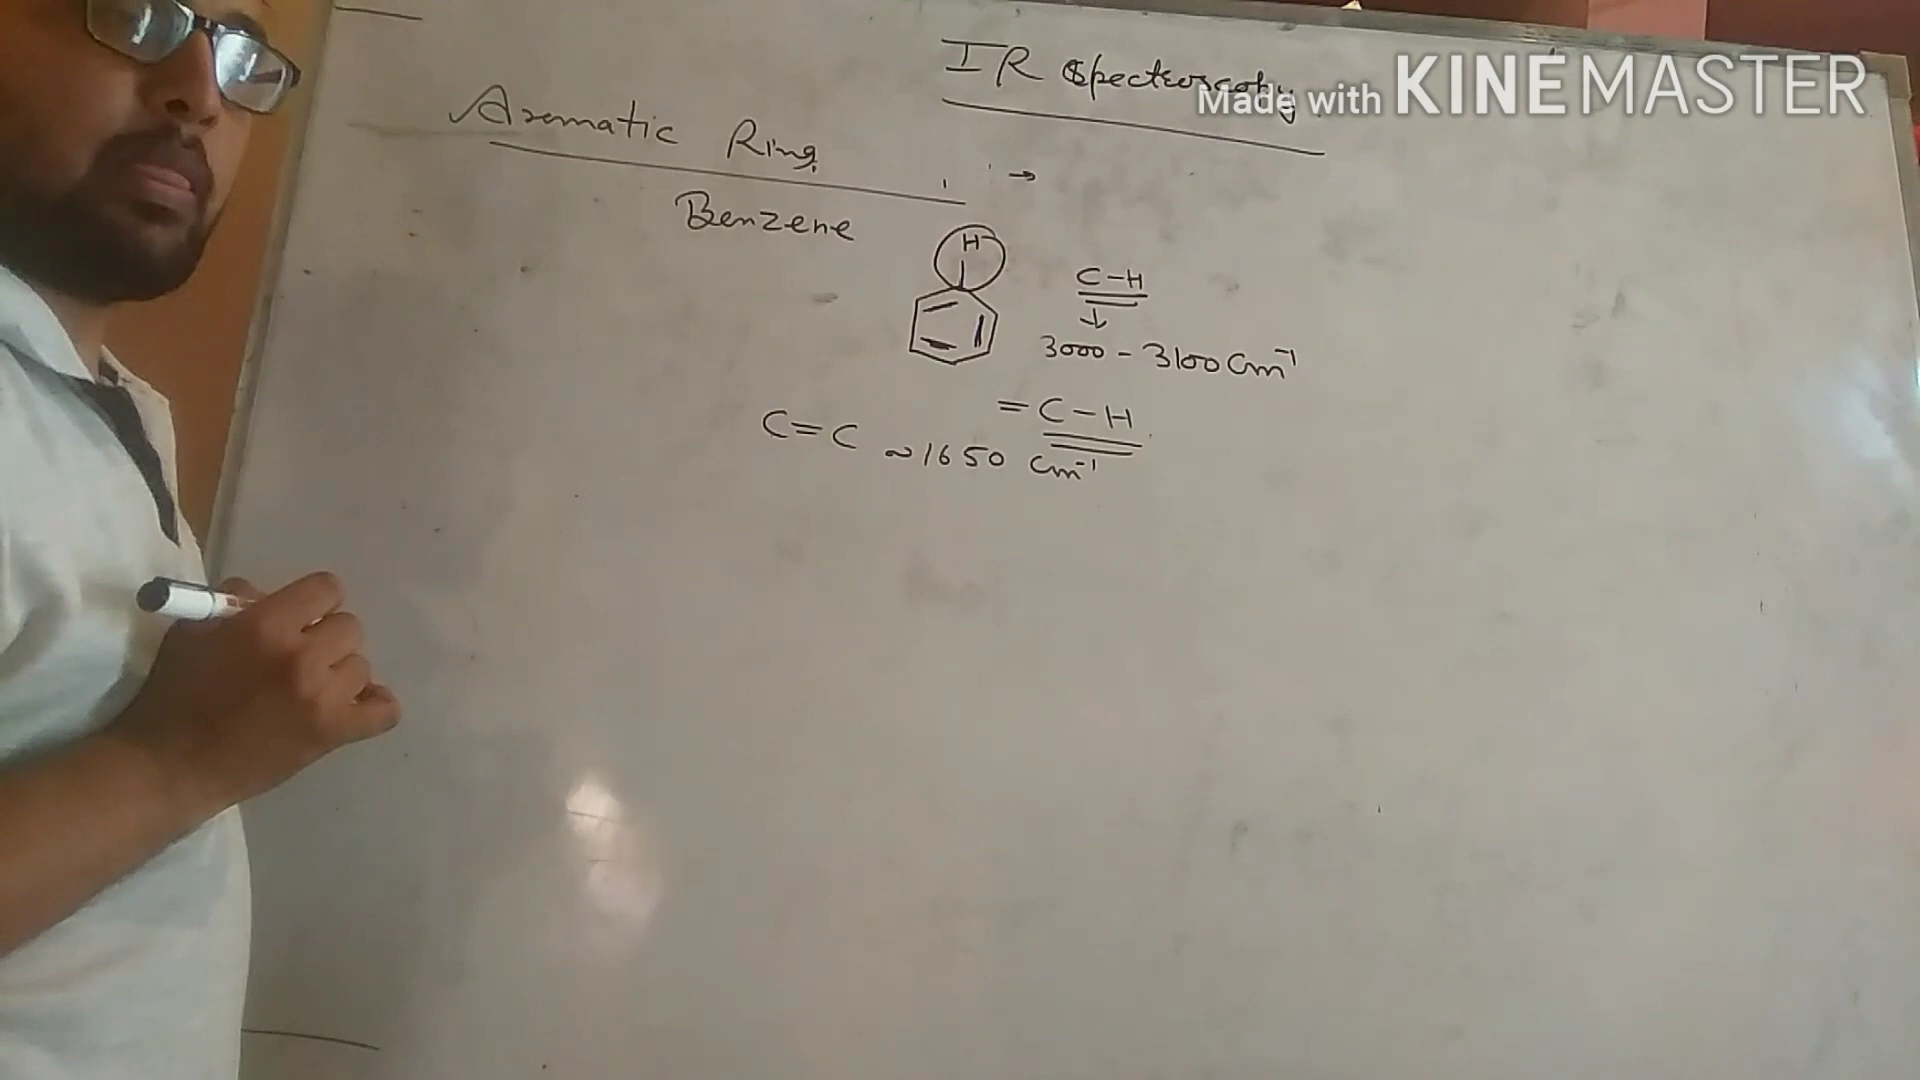 IR Spectroscopy
Made with KINEMASTER
Aromatic Ring
→
Benzene
H
C-H
↓
3000 - 3100 cm⁻¹
= C-H
C=C ~1650 cm⁻¹